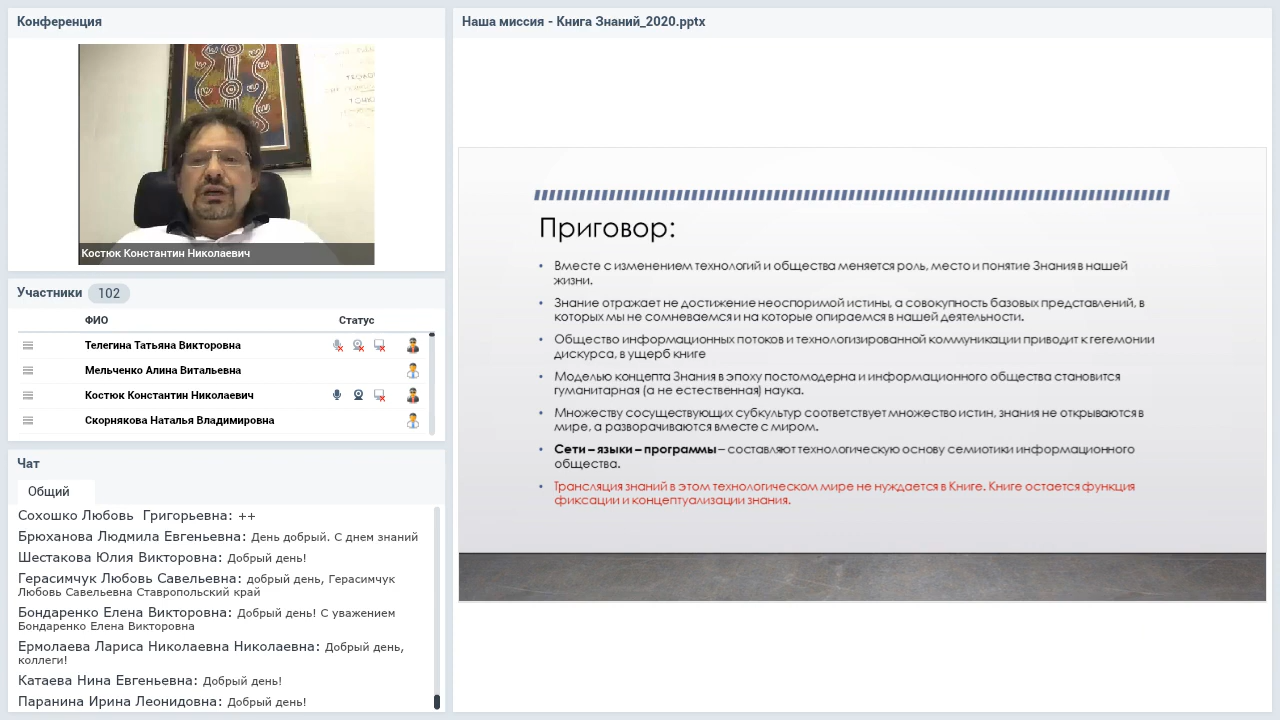 Конференция
Костюк Константин Николаевич
Участники 102
ФИО Статус
Телегина Татьяна Викторовна
Мельченко Алина Витальевна
Костюк Константин Николаевич
Скорнякова Наталья Владимировна
Чат
Общий
Сохошко Любовь Григорьевна: ++
Брюханова Людмила Евгеньевна: День добрый. С днем знаний
Шестакова Юлия Викторовна: Добрый день!
Герасимчук Любовь Савельевна: добрый день, Герасимчук
Любовь Савельевна Ставропольский край
Бондаренко Елена Викторовна: Добрый день! С уважением
Бондаренко Елена Викторовна
Ермолаева Лариса Николаевна Николаевна: Добрый день,
коллеги!
Катаева Нина Евгеньевна: Добрый день!
Паранина Ирина Леонидовна: Добрый день!
Наша миссия - Книга Знаний_2020.pptx
Приговор:
• Вместе с изменением технологий и общества меняется роль, место и понятие Знания в нашей
жизни.
• Знание отражает не достижение неоспоримой истины, а совокупность базовых представлений, в
которых мы не сомневаемся и на которые опираемся в нашей деятельности.
• Общество информационных потоков и технологизированной коммуникации приводит к гегемонии
дискурса, в ущерб книге
• Моделью концепта Знания в эпоху постомодерна и информационного общества становится
гуманитарная (а не естественная) наука.
• Множеству сосуществующих субкультур соответствует множество истин, знания не открываются в
мире, а разворачиваются вместе с миром.
• Сети – языки – программы – составляют технологическую основу семиотики информационного
общества.
• Трансляция знаний в этом технологическом мире не нуждается в Книге. Книге остается функция
фиксации и концептуализации знания.